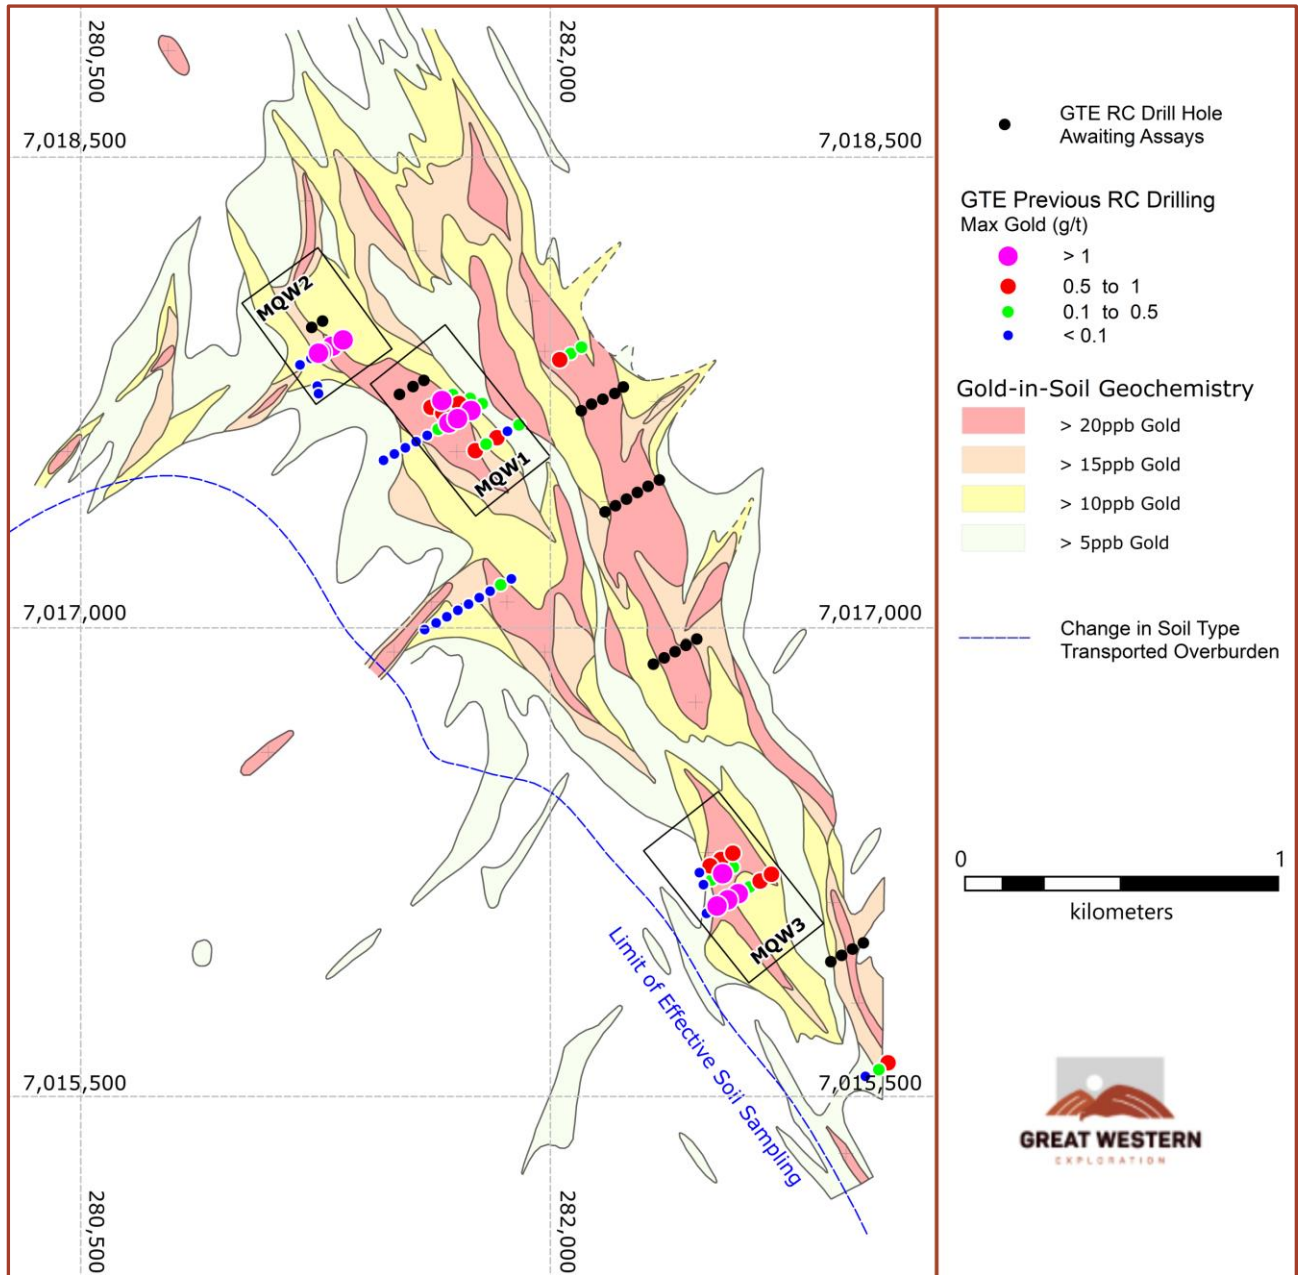 280,500
282,000
7,018,500
7,018,500
MQW2
MQW1
7,017,000
7,017,000
MQW3
Limit of Effective Soil Sampling
7,015,500
7,015,500
280,500
282,000
GTE RC Drill Hole
Awaiting Assays
GTE Previous RC Drilling
Max Gold (g/t)
> 1
0.5 to 1
0.1 to 0.5
< 0.1
Gold-in-Soil Geochemistry
> 20ppb Gold
> 15ppb Gold
> 10ppb Gold
> 5ppb Gold
Change in Soil Type
Transported Overburden
0 1
kilometers
GREAT WESTERN
EXPLORATION